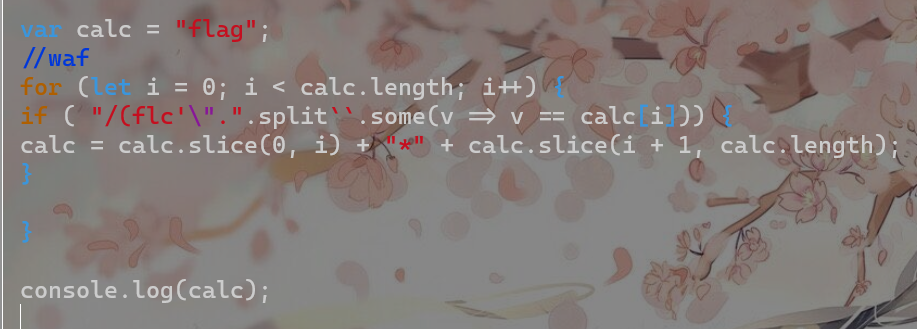 var calc = "flag";
//waf
for (let i = 0; i < calc.length; i++) {
if ( "/(flc'\".".split``.some(v => v == calc[i])) {
calc = calc.slice(0, i) + "*" + calc.slice(i + 1, calc.length);
}
}
console.log(calc);